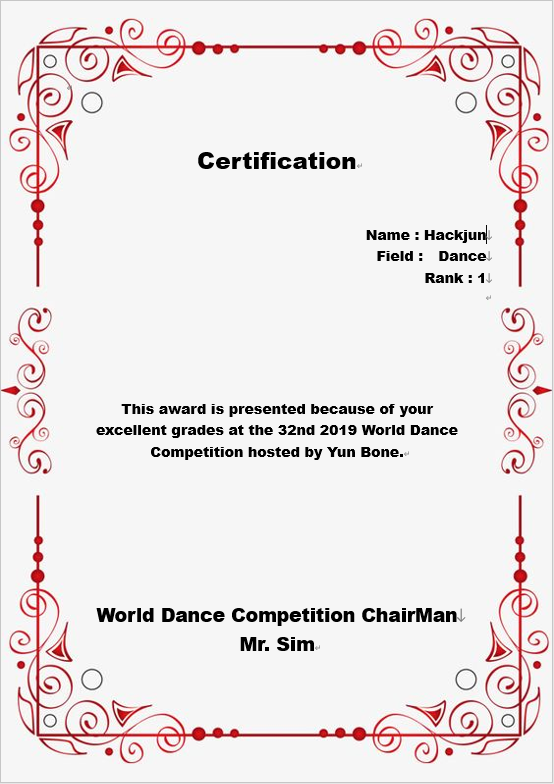 Certification
Name : Hackjun
Field :   Dance
Rank : 1
This award is presented because of your
excellent grades at the 32nd 2019 World Dance
Competition hosted by Yun Bone.
World Dance Competition ChairMan
Mr. Sim